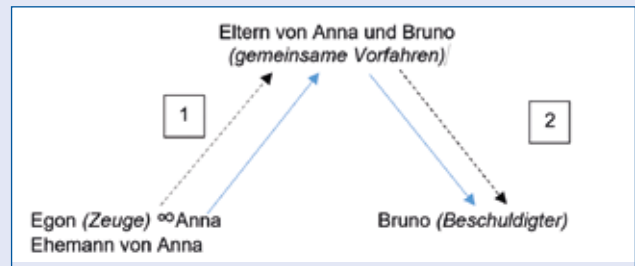 Eltern von Anna und Bruno
(gemeinsame Vorfahren)
1
2
Egon (Zeuge) ∞Anna
Ehemann von Anna
Bruno (Beschuldigter)